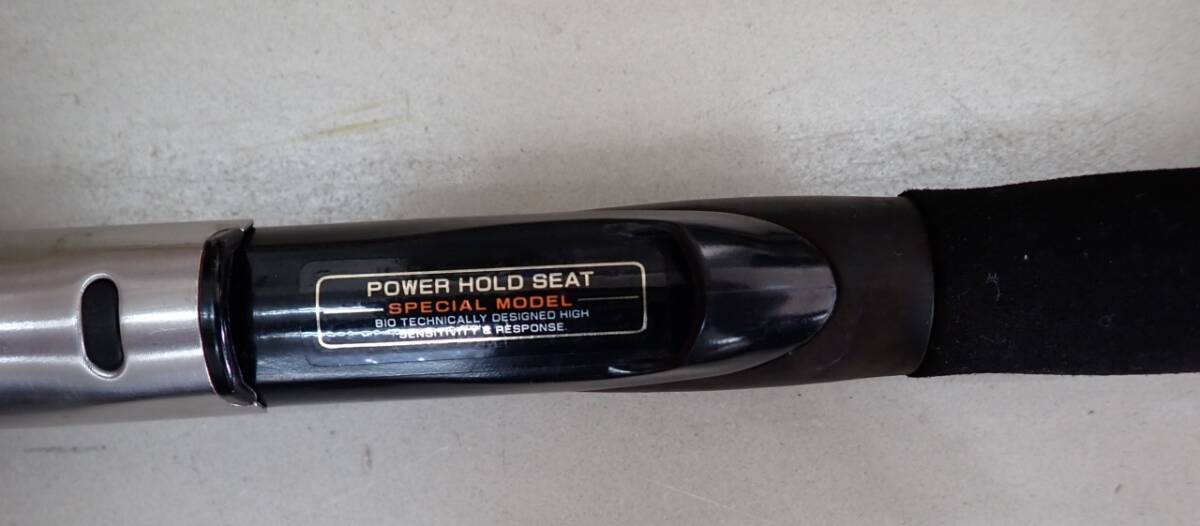 POWER HOLD SEAT
SPECIAL MODEL
BIO TECHNICALLY DESIGNED HIGH
SENSITIVITY & RESPONSE